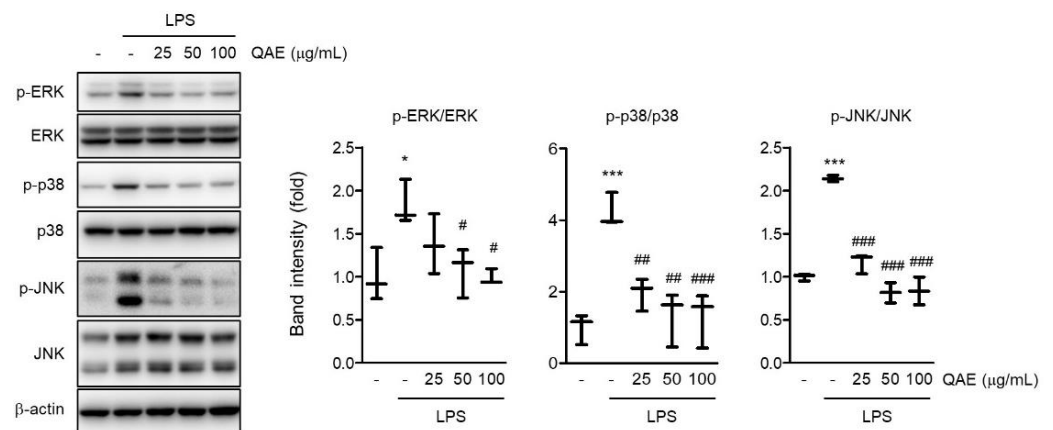 LPS
- - 25 50 100 QAE (μg/mL)
p-ERK
ERK
p-p38
p38
p-JNK
JNK
β-actin
p-ERK/ERK
Band intensity (fold)
2.5
2.0
1.5
1.0
0.5
0.0
*
#
#
- - 25 50 100
LPS
p-p38/p38
6
4
2
0
***
##
##
###
- - 25 50 100
LPS
p-JNK/JNK
2.5
2.0
1.5
1.0
0.5
0.0
***
###
###
###
- - 25 50 100 QAE (μg/mL)
LPS